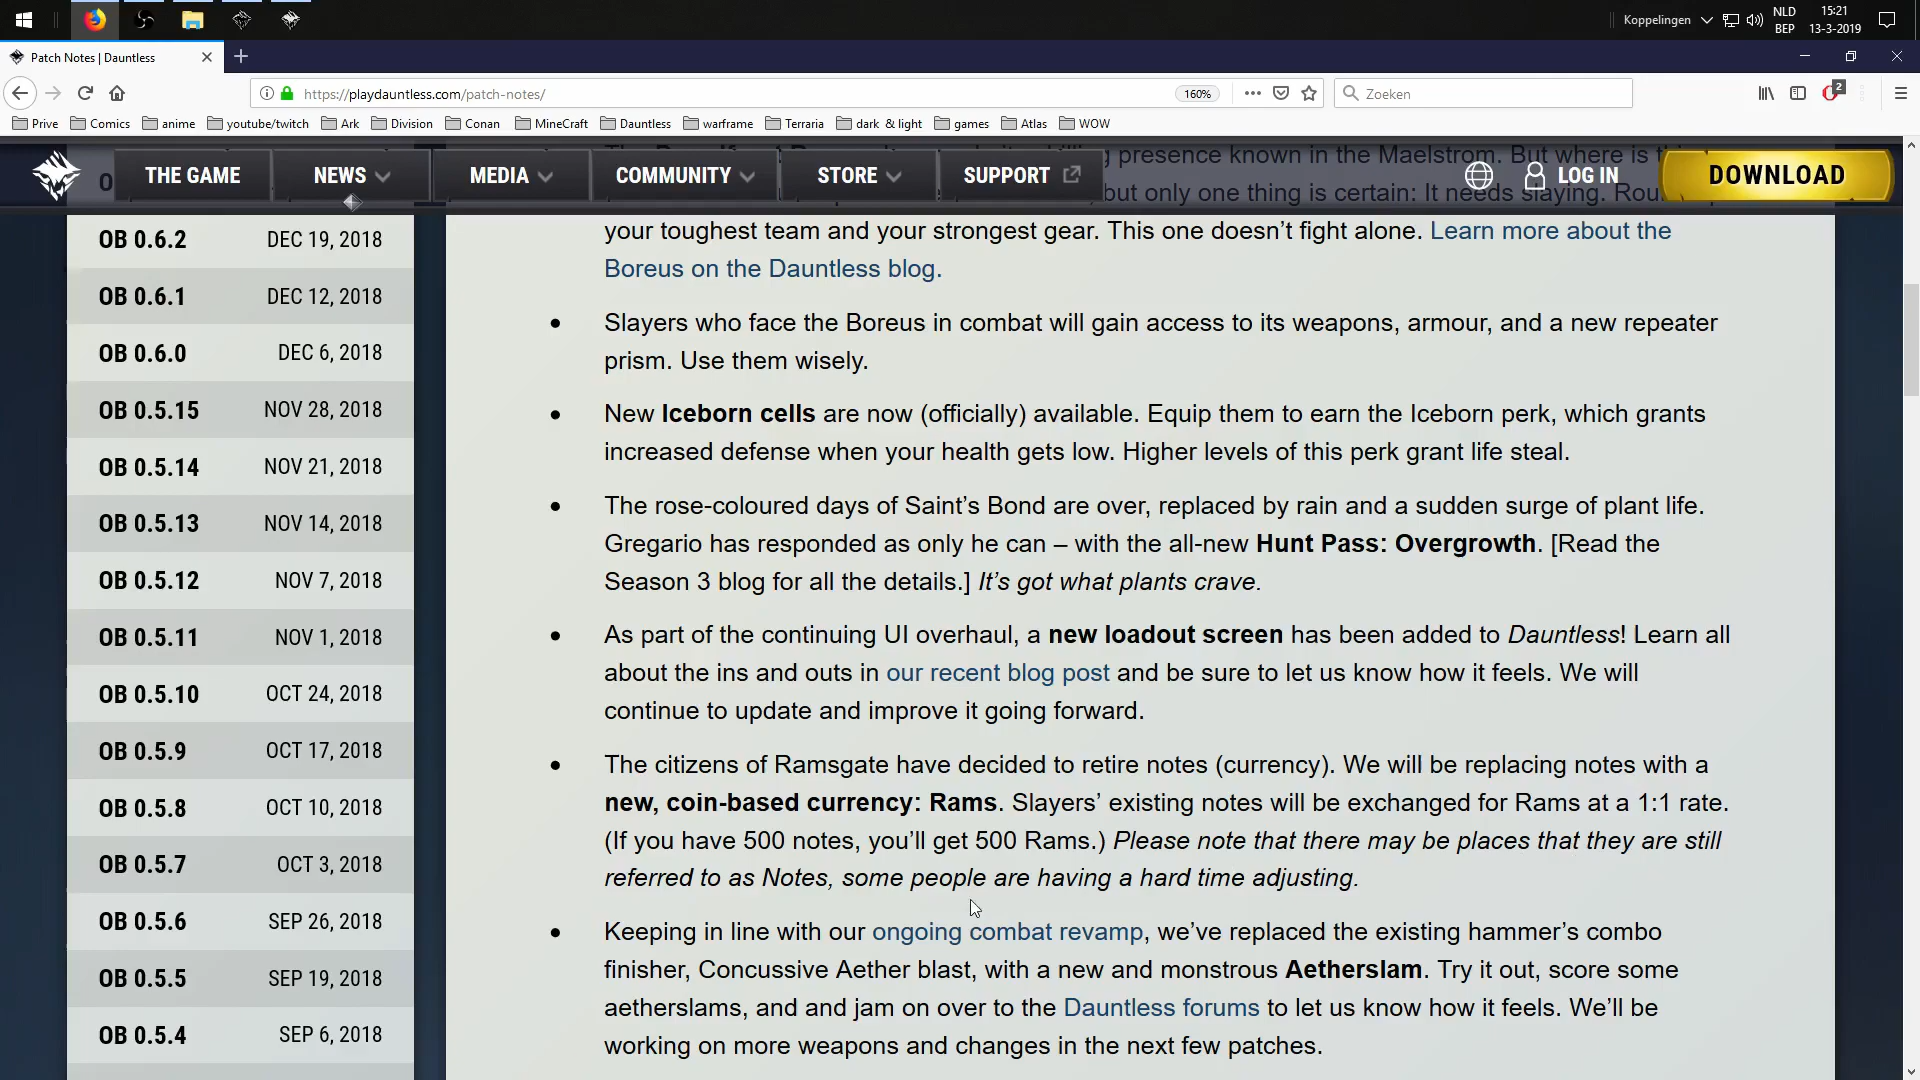 Koppelingen
NLD
BEP
15:21
13-3-2019
Patch Notes | Dauntless
https://playdauntless.com/patch-notes/
160%
Zoeken
2
Prive
Comics
anime
youtube/twitch
Ark
Division
Conan
MineCraft
Dauntless
warframe
Terraria
dark & light
games
Atlas
WOW
THE GAME
NEWS
MEDIA
COMMUNITY
STORE
SUPPORT
LOG IN
DOWNLOAD
presence known in the Maelstrom. But where is
but only one thing is certain: It needs slaying.
OB 0.6.2 DEC 19, 2018
OB 0.6.1 DEC 12, 2018
OB 0.6.0 DEC 6, 2018
OB 0.5.15 NOV 28, 2018
OB 0.5.14 NOV 21, 2018
OB 0.5.13 NOV 14, 2018
OB 0.5.12 NOV 7, 2018
OB 0.5.11 NOV 1, 2018
OB 0.5.10 OCT 24, 2018
OB 0.5.9 OCT 17, 2018
OB 0.5.8 OCT 10, 2018
OB 0.5.7 OCT 3, 2018
OB 0.5.6 SEP 26, 2018
OB 0.5.5 SEP 19, 2018
OB 0.5.4 SEP 6, 2018
your toughest team and your strongest gear. This one doesn’t fight alone. Learn more about the
Boreus on the Dauntless blog.
• Slayers who face the Boreus in combat will gain access to its weapons, armour, and a new repeater
prism. Use them wisely.
• New Iceborn cells are now (officially) available. Equip them to earn the Iceborn perk, which grants
increased defense when your health gets low. Higher levels of this perk grant life steal.
• The rose-coloured days of Saint’s Bond are over, replaced by rain and a sudden surge of plant life.
Gregario has responded as only he can – with the all-new Hunt Pass: Overgrowth. [Read the
Season 3 blog for all the details.] It’s got what plants crave.
• As part of the continuing UI overhaul, a new loadout screen has been added to Dauntless! Learn all
about the ins and outs in our recent blog post and be sure to let us know how it feels. We will
continue to update and improve it going forward.
• The citizens of Ramsgate have decided to retire notes (currency). We will be replacing notes with a
new, coin-based currency: Rams. Slayers’ existing notes will be exchanged for Rams at a 1:1 rate.
(If you have 500 notes, you’ll get 500 Rams.) Please note that there may be places that they are still
referred to as Notes, some people are having a hard time adjusting.
• Keeping in line with our ongoing combat revamp, we’ve replaced the existing hammer’s combo
finisher, Concussive Aether blast, with a new and monstrous Aetherslam. Try it out, score some
aetherslams, and and jam on over to the Dauntless forums to let us know how it feels. We’ll be
working on more weapons and changes in the next few patches.